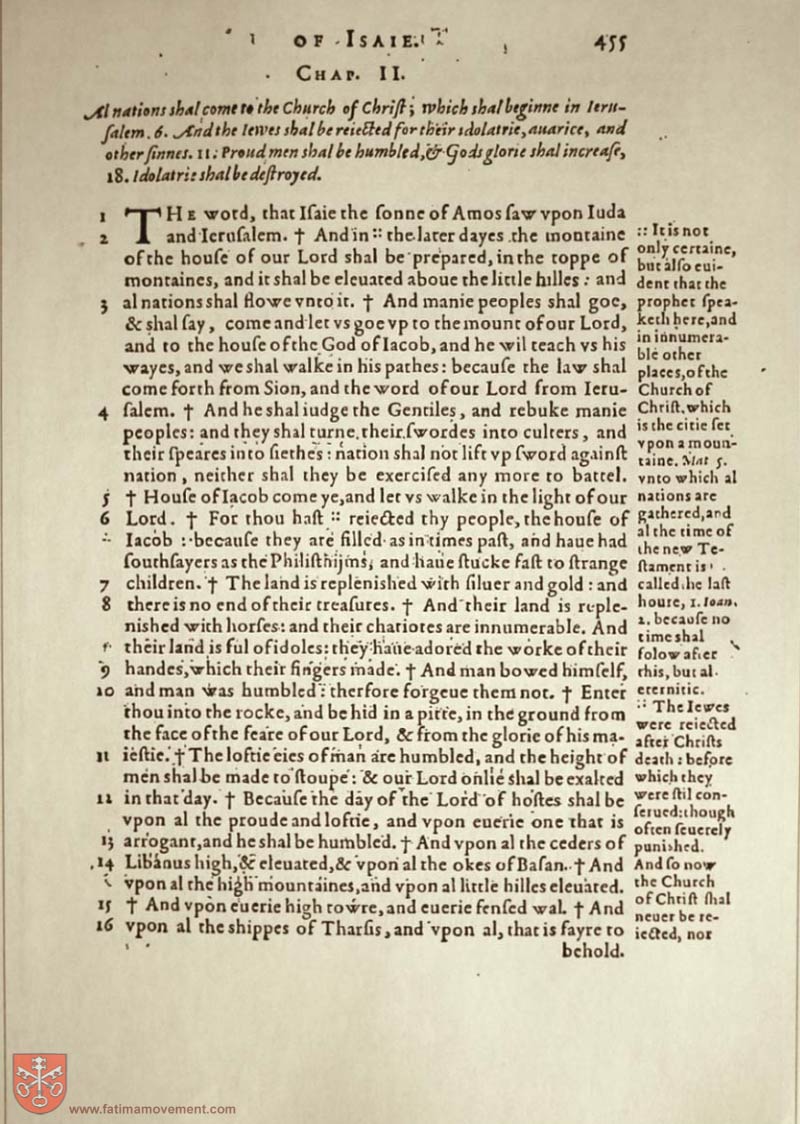 OF ISAIE. 455
CHAP. II.
Al nations shal come to the Church of Christ; which shal beginne in Ieru-
salem. 6. And the Iewes shal be reiected for their idolatrie, auarice, and
other sinnes. 11. Proud men shal be humbled, & Gods glorie shal increase,
18. Idolatrie shal be destroyed.
1 THE word, that Isaie the sonne of Amos saw vpon Iuda
2 and Ierusalem. † And in :: the later dayes the montaine
of the house of our Lord shal be prepared, in the toppe of
montaines, and it shal be eleuated aboue the little hilles: and
3 al nations shal flowe vnto it. † And manie peoples shal goe,
& shal say, come and let vs goe vp to the mount of our Lord,
and to the house of the God of Iacob, and he wil teach vs his
wayes, and we shal walke in his pathes: because the law shal
come forth from Sion, and the word of our Lord from Ieru-
4 salem. † And he shal iudge the Gentiles, and rebuke manie
peoples: and they shal turne their swordes into culters, and
their speares into siethes: nation shal not lift vp sword against
nation, neither shal they be exercised any more to battel.
5 † House of Iacob come ye, and let vs walke in the light of our
6 Lord. † For thou hast :: reiected thy people, the house of
Iacob: because they are filled as in times past, and haue had
southsayers as the Philisthijms, and haue stucke fast to strange
7 children. † The land is replenished with siluer and gold: and
8 there is no end of their treasures. † And their land is reple-
nished with horses: and their chariotes are innumerable. And
their land is ful of idoles: they haue adored the worke of their
9 handes, which their fingers made. † And man bowed himself,
10 and man was humbled: therfore forgeue them not. † Enter
thou into the rocke, and be hid in a pitte, in the ground from
the face of the feare of our Lord, & from the glorie of his ma-
11 iestie. † The loftie eies of man are humbled, and the height of
men shal be made to stoupe: & our Lord onlie shal be exalted
12 in that day. † Because the day of the Lord of hostes shal be
vpon al the proude and loftie, and vpon euerie one that is
13 arrogant, and he shal be humbled. † And vpon al the ceders of
14 Libanus high, & eleuated, & vpon al the okes of Basan. † And
vpon al the high mountaines, and vpon al little hilles eleuated.
15 † And vpon euerie high towre, and euerie fensed wal. † And
16 vpon al the shippes of Tharsis, and vpon al, that is fayre to
behold.
:: It is not
only certaine,
but also eui-
dent that the
prophet spea-
keth here, and
in innumera-
ble other
places, of the
Church of
Christ, which
is the citie set
vpon a moun-
taine. Mat 5.
vnto which al
nations are
gathered, and
al the time of
the new Te-
stament is
called the last
houre, 1. Ioan.
2. because no
time shal
folow after
this, but al
eternitie.
:: The Iewes
were reiected
after Christs
death: before
which they
were stil con-
serued: though
often seuerely
punished.
And so now
the Church
of Christ shal
neuer be re-
iected, nor
www.fatimamovement.com